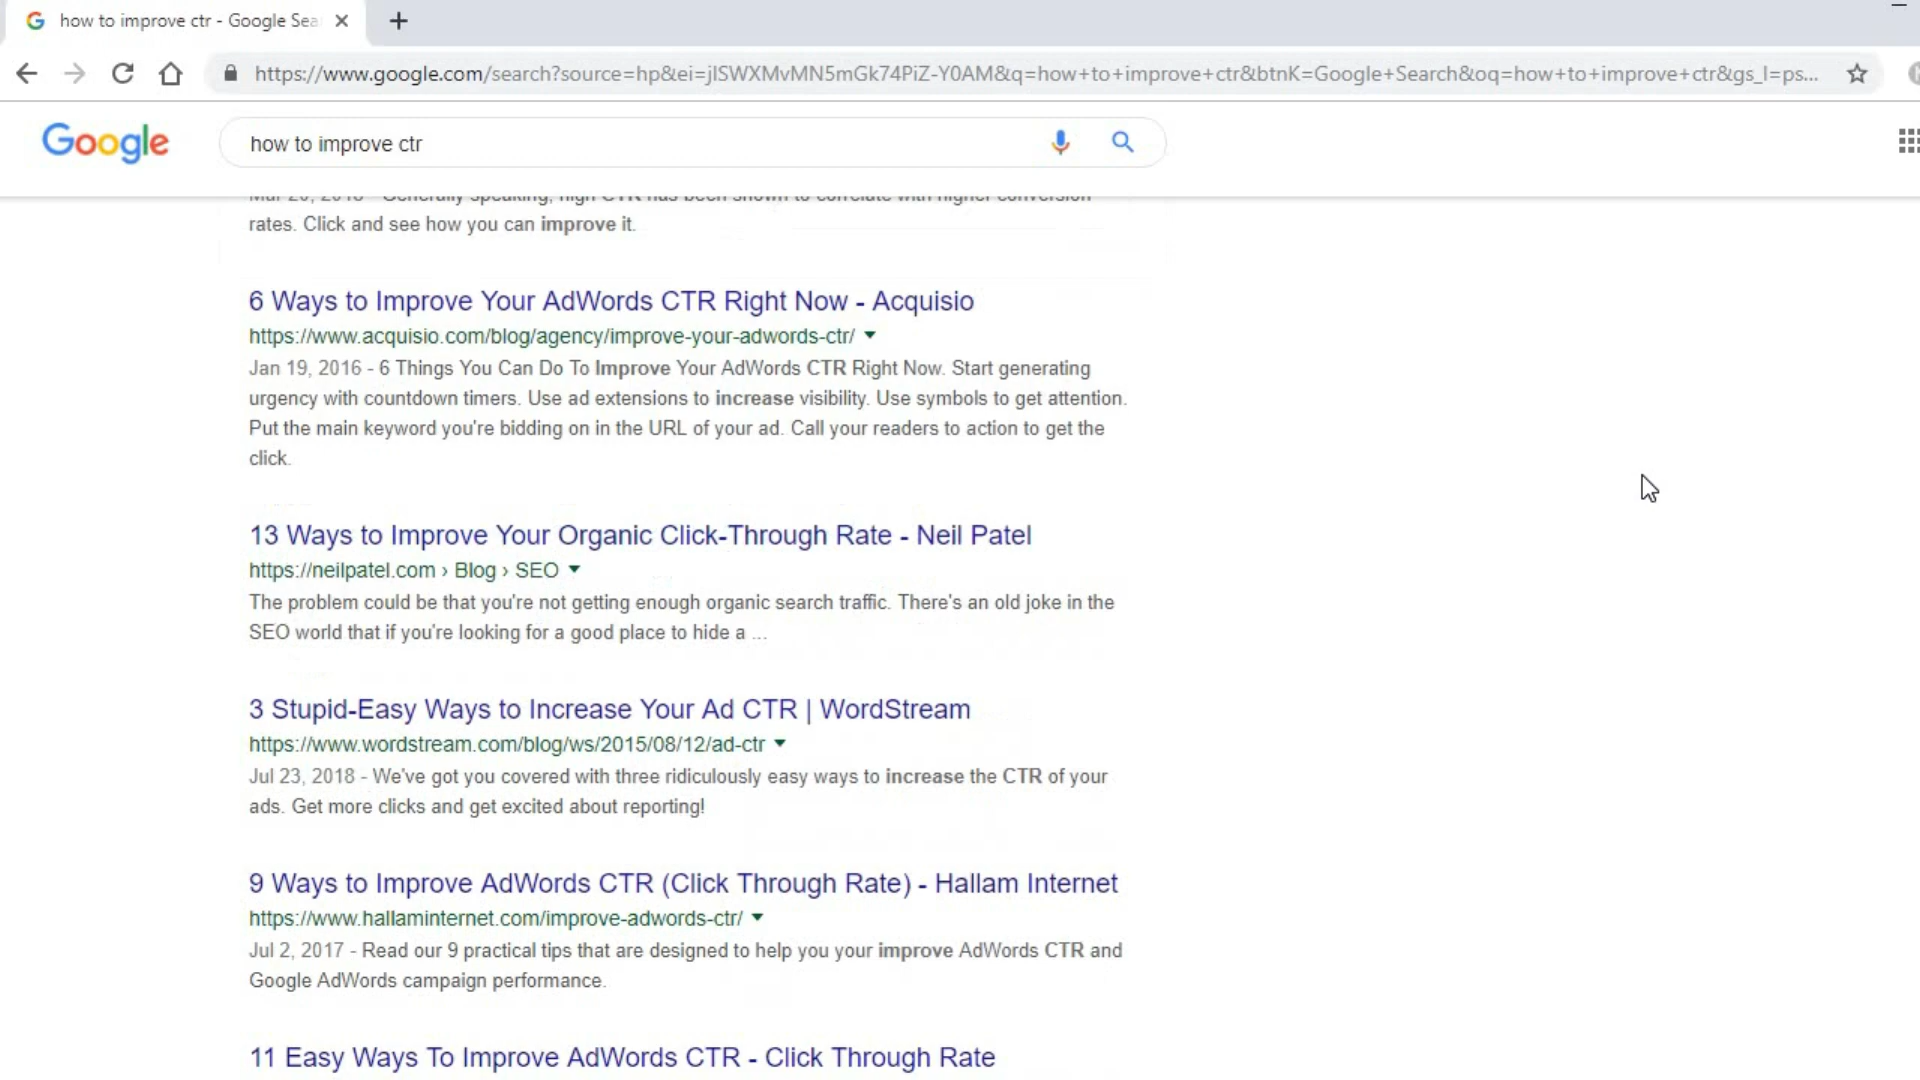 how to improve ctr - Google Sea
https://www.google.com/search?source=hp&ei=jISWXMvMN5mGk74PiZ-Y0AM&q=how+to+improve+ctr&btnK=Google+Search&oq=how+to+improve+ctr&gs_l=ps...
Google
how to improve ctr
Generally speaking, high CTR has been shown to correlate with higher conversion
rates. Click and see how you can improve it.
6 Ways to Improve Your AdWords CTR Right Now - Acquisio
https://www.acquisio.com/blog/agency/improve-your-adwords-ctr/
Jan 19, 2016 - 6 Things You Can Do To Improve Your AdWords CTR Right Now. Start generating
urgency with countdown timers. Use ad extensions to increase visibility. Use symbols to get attention.
Put the main keyword you're bidding on in the URL of your ad. Call your readers to action to get the
click.
13 Ways to Improve Your Organic Click-Through Rate - Neil Patel
https://neilpatel.com › Blog › SEO
The problem could be that you're not getting enough organic search traffic. There's an old joke in the
SEO world that if you're looking for a good place to hide a ...
3 Stupid-Easy Ways to Increase Your Ad CTR | WordStream
https://www.wordstream.com/blog/ws/2015/08/12/ad-ctr
Jul 23, 2018 - We've got you covered with three ridiculously easy ways to increase the CTR of your
ads. Get more clicks and get excited about reporting!
9 Ways to Improve AdWords CTR (Click Through Rate) - Hallam Internet
https://www.hallaminternet.com/improve-adwords-ctr/
Jul 2, 2017 - Read our 9 practical tips that are designed to help you your improve AdWords CTR and
Google AdWords campaign performance.
11 Easy Ways To Improve AdWords CTR - Click Through Rate